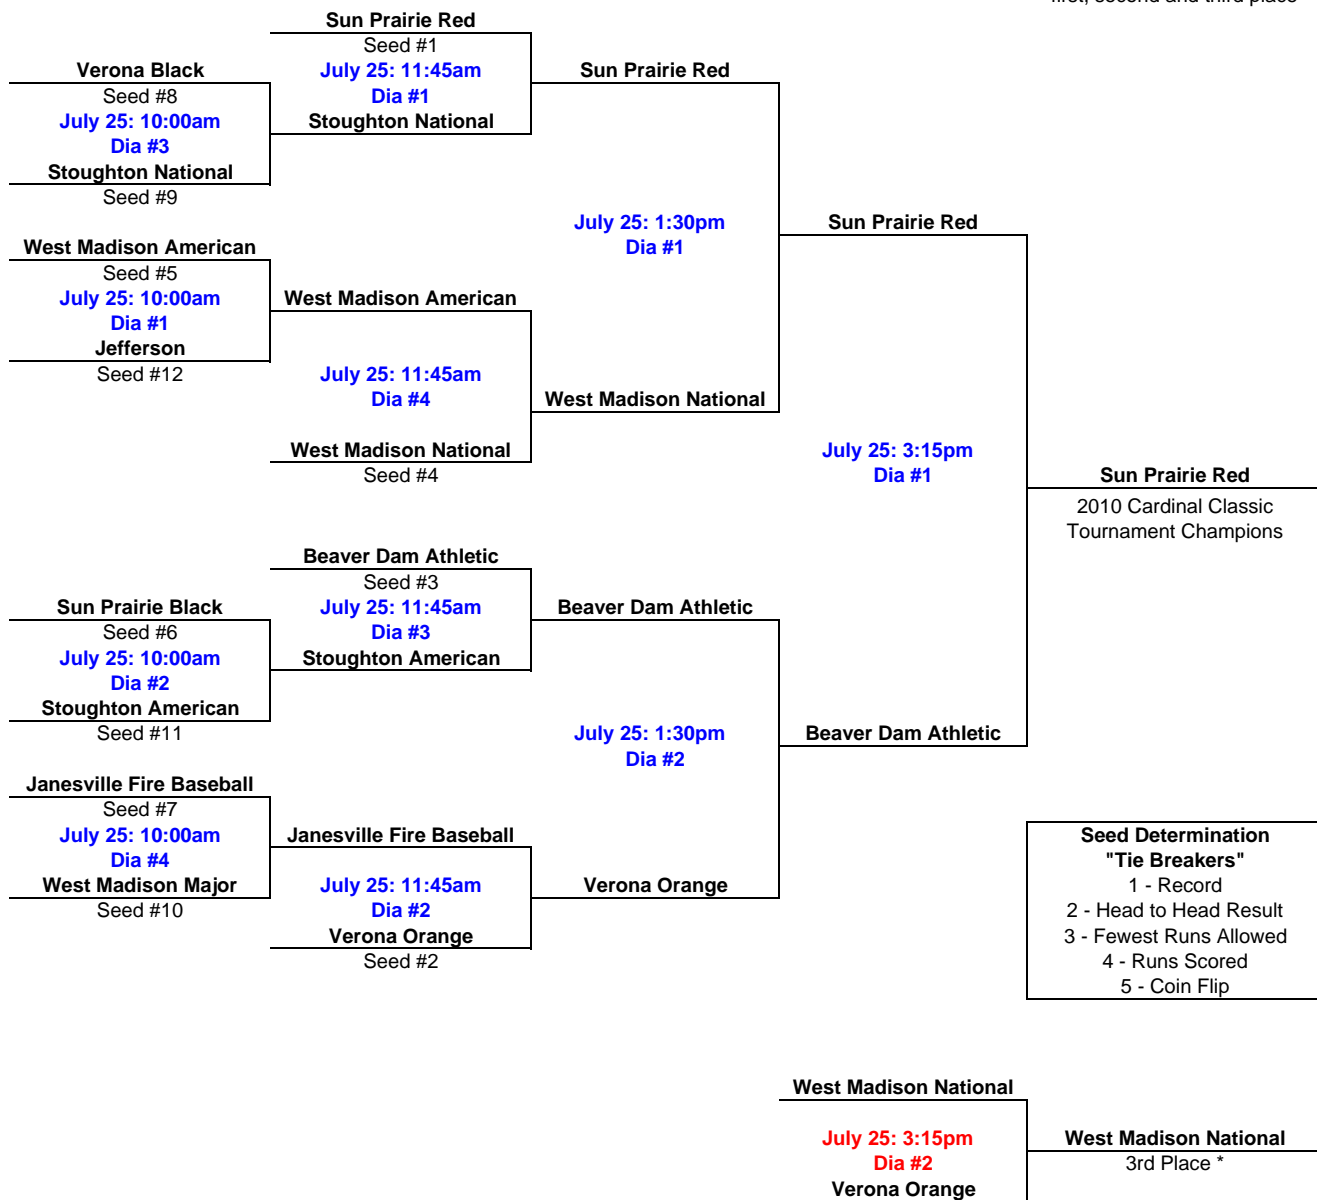 first, second and third place
Sun Prairie Red
Seed #1
July 25: 11:45am
Dia #1
Stoughton National
Verona Black
Seed #8
July 25: 10:00am
Dia #3
Stoughton National
Seed #9
Sun Prairie Red
West Madison American
Seed #5
July 25: 10:00am
Dia #1
Jefferson
Seed #12
West Madison American
July 25: 11:45am
Dia #4
West Madison National
Seed #4
July 25: 1:30pm
Dia #1
West Madison National
Sun Prairie Red
July 25: 3:15pm
Dia #1
Sun Prairie Red
2010 Cardinal Classic
Tournament Champions
Beaver Dam Athletic
Seed #3
July 25: 11:45am
Dia #3
Stoughton American
Sun Prairie Black
Seed #6
July 25: 10:00am
Dia #2
Stoughton American
Seed #11
Beaver Dam Athletic
July 25: 1:30pm
Dia #2
Beaver Dam Athletic
Janesville Fire Baseball
Seed #7
July 25: 10:00am
Dia #4
West Madison Major
Seed #10
Janesville Fire Baseball
July 25: 11:45am
Dia #2
Verona Orange
Seed #2
Verona Orange
Seed Determination
"Tie Breakers"
1 - Record
2 - Head to Head Result
3 - Fewest Runs Allowed
4 - Runs Scored
5 - Coin Flip
West Madison National
July 25: 3:15pm
Dia #2
Verona Orange
West Madison National
3rd Place *